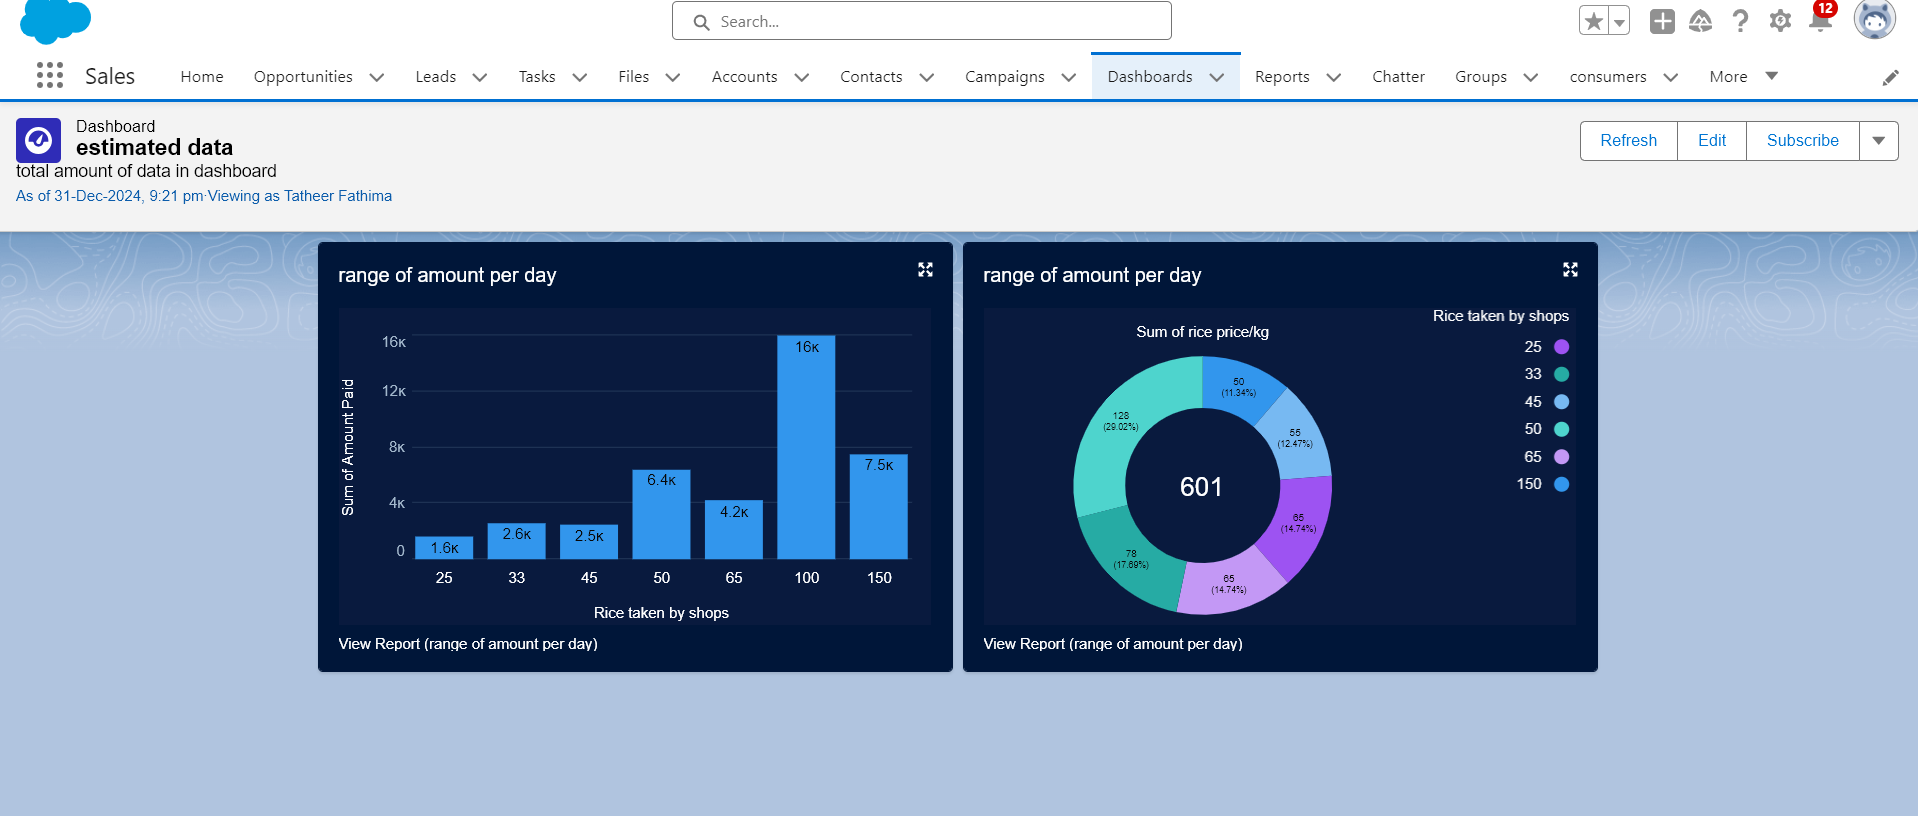 Search...
12
Sales
Home
Opportunities
Leads
Tasks
Files
Accounts
Contacts
Campaigns
Dashboards
Reports
Chatter
Groups
consumers
More
Dashboard
estimated data
total amount of data in dashboard
As of 31-Dec-2024, 9:21 pm·Viewing as Tatheer Fathima
Refresh
Edit
Subscribe
range of amount per day
Sum of Amount Paid
16K
12K
8K
4K
0
1.6K
2.6K
2.5K
6.4K
4.2K
16K
7.5K
25
33
45
50
65
100
150
Rice taken by shops
View Report (range of amount per day)
range of amount per day
Sum of rice price/kg
50
(11.34%)
55
(12.47%)
65
(14.74%)
65
(14.74%)
78
(17.69%)
128
(29.02%)
601
Rice taken by shops
25
33
45
50
65
150
View Report (range of amount per day)